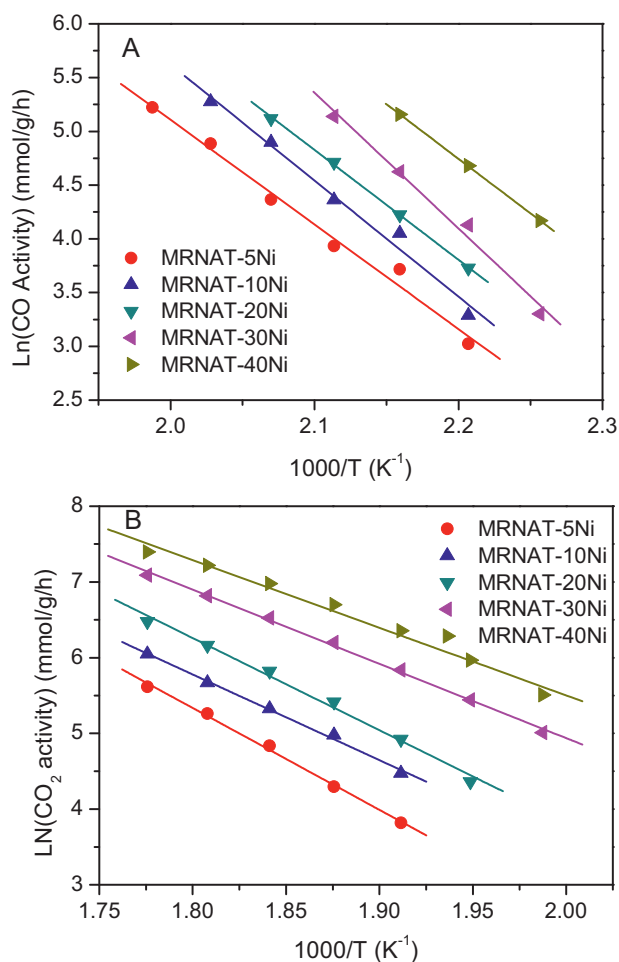 A
6.0
5.5
5.0
4.5
4.0
3.5
3.0
2.5
Ln(CO Activity) (mmol/g/h)
MRNAT-5Ni
MRNAT-10Ni
MRNAT-20Ni
MRNAT-30Ni
MRNAT-40Ni
2.0 2.1 2.2 2.3
1000/T (K⁻¹)
B
8
7
6
5
4
3
LN(CO₂ activity) (mmol/g/h)
MRNAT-5Ni
MRNAT-10Ni
MRNAT-20Ni
MRNAT-30Ni
MRNAT-40Ni
1.75 1.80 1.85 1.90 1.95 2.00
1000/T (K⁻¹)